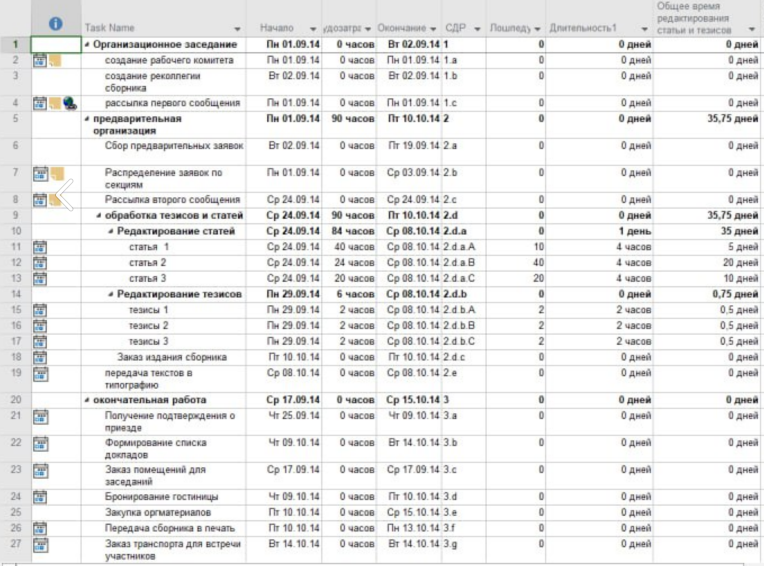 Task Name Начало удозатра Окончание СДР Лошпеду Длительность1 Общее время
редактирования
статьи и тезисов
1 Организационное заседание Пн 01.09.14 0 часов Вт 02.09.14 1 0 0 дней 0 дней
2 создание рабочего комитета Пн 01.09.14 0 часов Пн 01.09.14 1.a 0 0 дней 0 дней
3 создание реколлегии Вт 02.09.14 0 часов Вт 02.09.14 1.b 0 0 дней 0 дней
сборника
4 рассылка первого сообщения Пн 01.09.14 0 часов Пн 01.09.14 1.c 0 0 дней 0 дней
5 предварительная Пн 01.09.14 90 часов Пт 10.10.14 2 0 0 дней 35,75 дней
организация
6 Сбор предварительных заявок Вт 02.09.14 0 часов Пт 19.09.14 2.a 0 0 дней 0 дней
7 Распределение заявок по Пн 01.09.14 0 часов Ср 03.09.14 2.b 0 0 дней 0 дней
секциям
8 Рассылка второго сообщения Ср 24.09.14 0 часов Ср 24.09.14 2.c 0 0 дней 0 дней
9 обработка тезисов и статей Ср 24.09.14 90 часов Пт 10.10.14 2.d 0 0 дней 35,75 дней
10 Редактирование статей Ср 24.09.14 84 часов Ср 08.10.14 2.d.a 0 1 день 35 дней
11 статья 1 Ср 24.09.14 40 часов Ср 08.10.14 2.d.a.A 10 4 часов 5 дней
12 статья 2 Ср 24.09.14 24 часов Ср 08.10.14 2.d.a.B 40 4 часов 20 дней
13 статья 3 Ср 24.09.14 20 часов Ср 08.10.14 2.d.a.C 20 4 часов 10 дней
14 Редактирование тезисов Пн 29.09.14 6 часов Ср 08.10.14 2.d.b 0 0 дней 0,75 дней
15 тезисы 1 Пн 29.09.14 2 часов Ср 08.10.14 2.d.b.A 2 2 часов 0,5 дней
16 тезисы 2 Пн 29.09.14 2 часов Ср 08.10.14 2.d.b.B 2 2 часов 0,5 дней
17 тезисы 3 Пн 29.09.14 2 часов Ср 08.10.14 2.d.b.C 2 2 часов 0,5 дней
18 Заказ издания сборника Пт 10.10.14 0 часов Пт 10.10.14 2.d.c 0 0 дней 0 дней
19 передача текстов в Ср 08.10.14 0 часов Ср 08.10.14 2.e 0 0 дней 0 дней
типографию
20 окончательная работа Ср 17.09.14 0 часов Ср 15.10.14 3 0 0 дней 0 дней
21 Получение подтверждения о Чт 25.09.14 0 часов Чт 09.10.14 3.a 0 0 дней 0 дней
приезде
22 Формирование списка Чт 09.10.14 0 часов Вт 14.10.14 3.b 0 0 дней 0 дней
докладов
23 Заказ помещений для Ср 17.09.14 0 часов Ср 17.09.14 3.c 0 0 дней 0 дней
заседаний
24 Бронирование гостиницы Чт 09.10.14 0 часов Пт 10.10.14 3.d 0 0 дней 0 дней
25 Закупка оргматериалов Пт 10.10.14 0 часов Ср 15.10.14 3.e 0 0 дней 0 дней
26 Передача сборника в печать Пт 10.10.14 0 часов Пн 13.10.14 3.f 0 0 дней 0 дней
27 Заказ транспорта для встречи Вт 14.10.14 0 часов Вт 14.10.14 3.g 0 0 дней 0 дней
участников